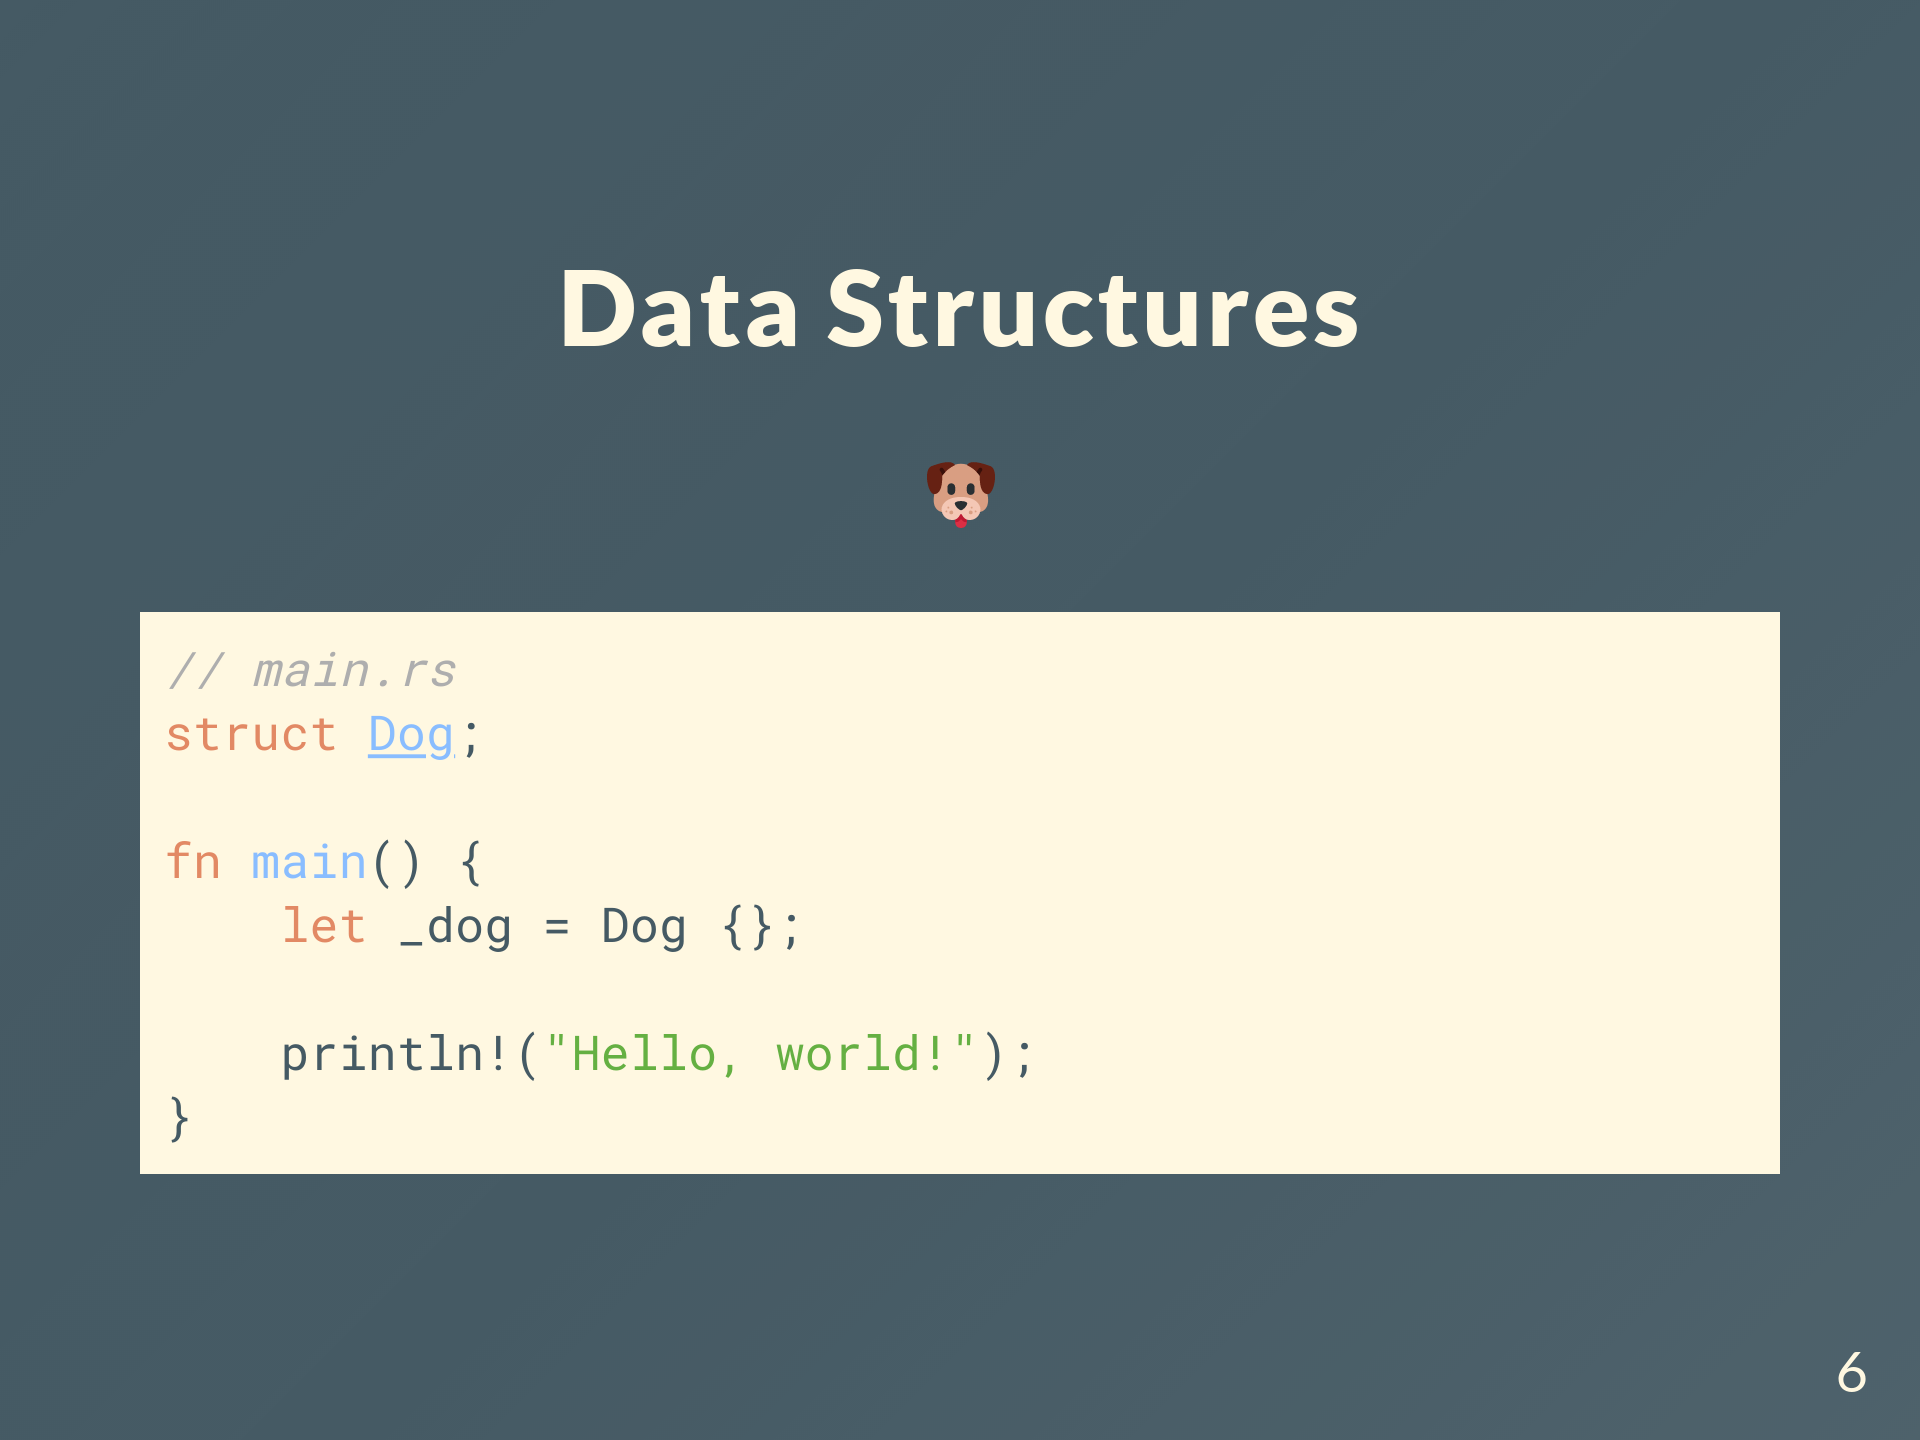 Data Structures
// main.rs
struct Dog;
fn main() {
    let _dog = Dog {};
    println!("Hello, world!");
}
6